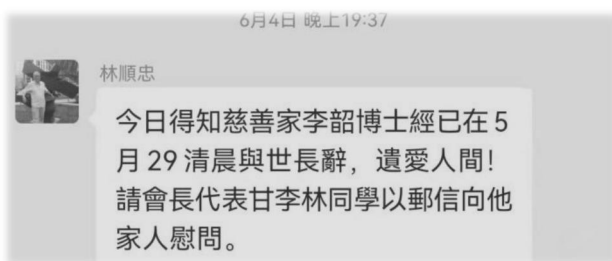 6月4日 晚上19:37
林順忠
今日得知慈善家李韶博士經已在5
月29清晨與世長辭，遺愛人間！
請會長代表甘李林同學以郵信向他
家人慰問。